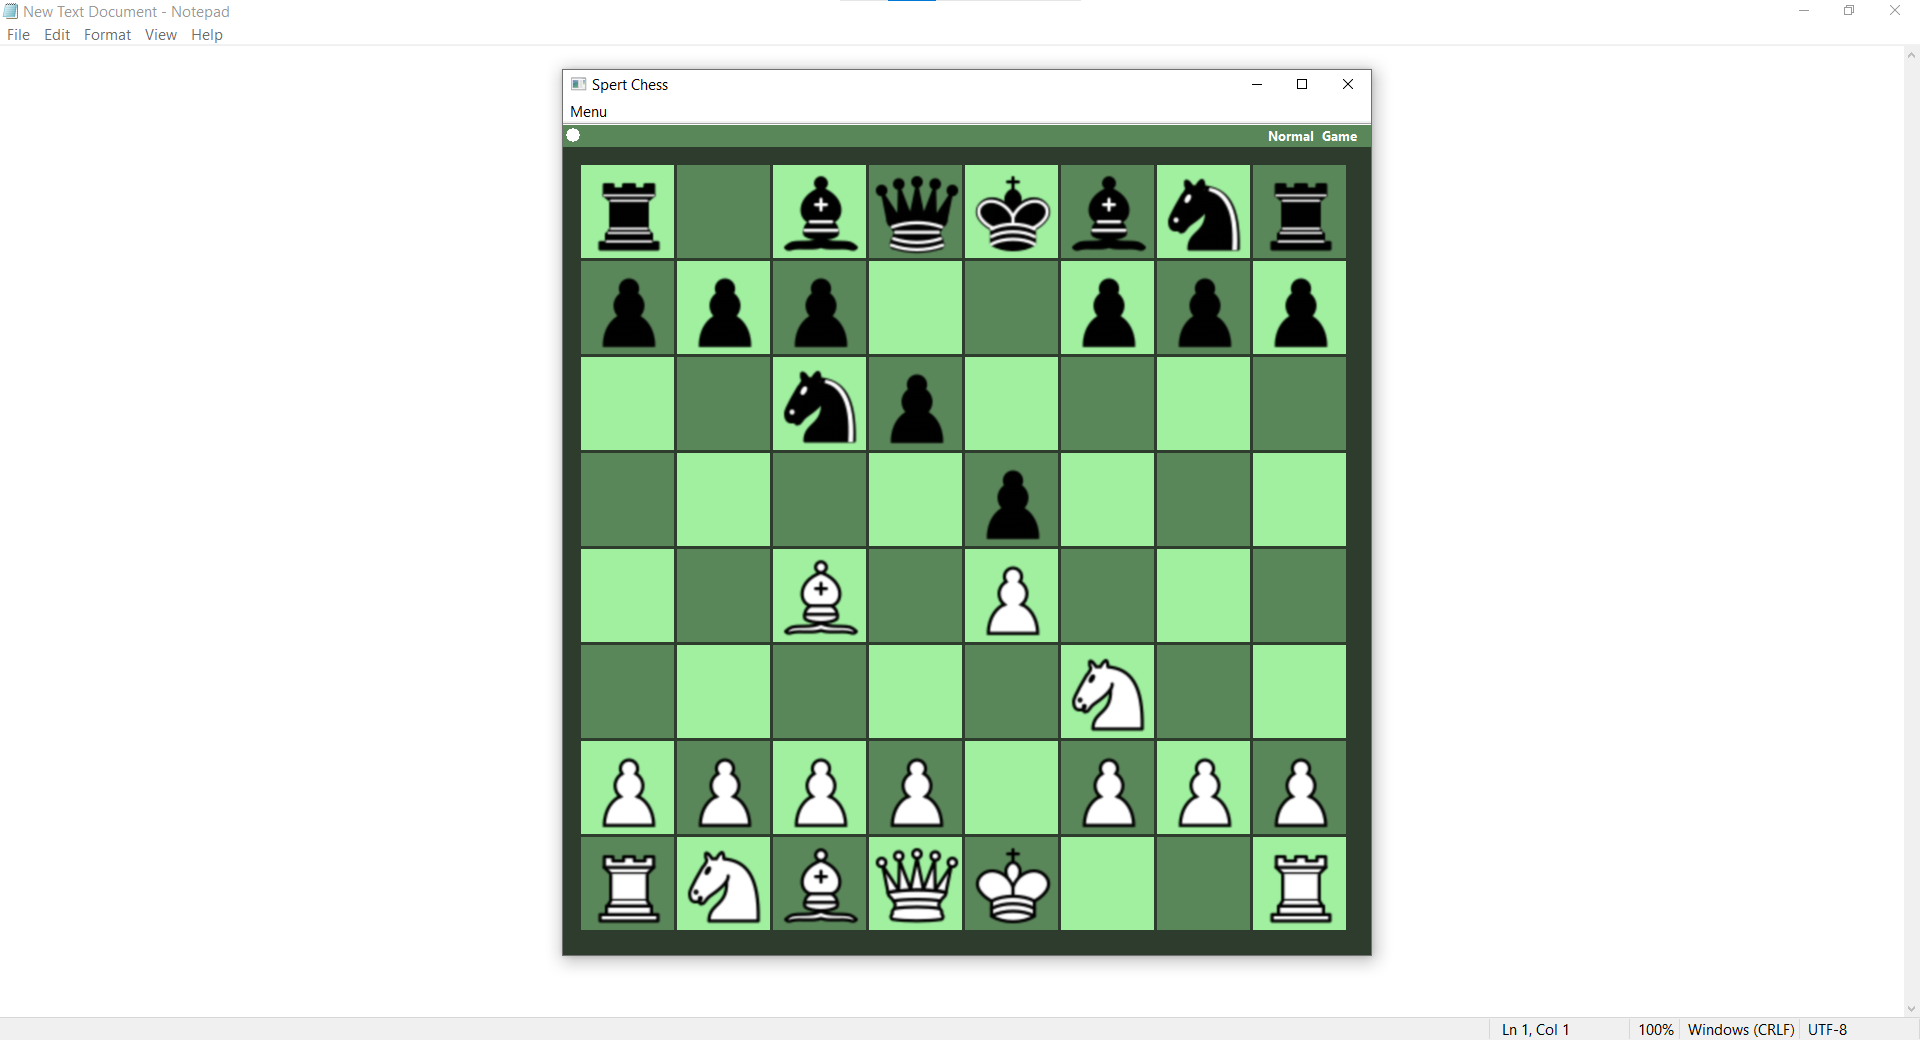 New Text Document - Notepad
File Edit Format View Help
Spert Chess
Menu
Normal Game
Ln 1, Col 1 100% Windows (CRLF) UTF-8